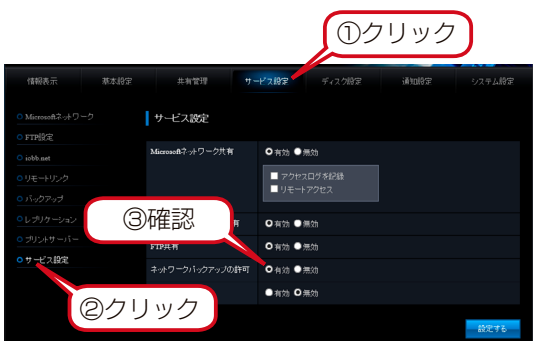 ①クリック
情報表示 基本設定 共有管理 サービス設定 ディスク設定 通知設定 システム設定
Microsoftネットワーク
サービス設定
FTP設定
iobb.net
Microsoftネットワーク共有 有効 無効
リモートリンク
アクセスログを記録
リモートアクセス
バックアップ
レプリケーション
③確認
有 有効 無効
プリントサーバー
FTP共有 有効 無効
サービス設定
ネットワークバックアップの許可 有効 無効
②クリック
有効 無効
設定する